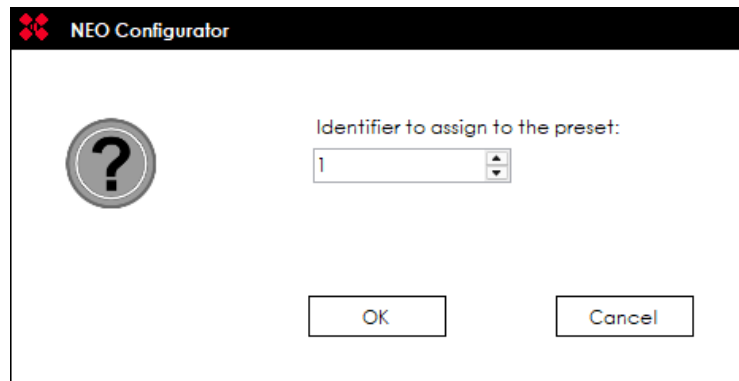 NEO Configurator
Identifier to assign to the preset:
1
OK
Cancel